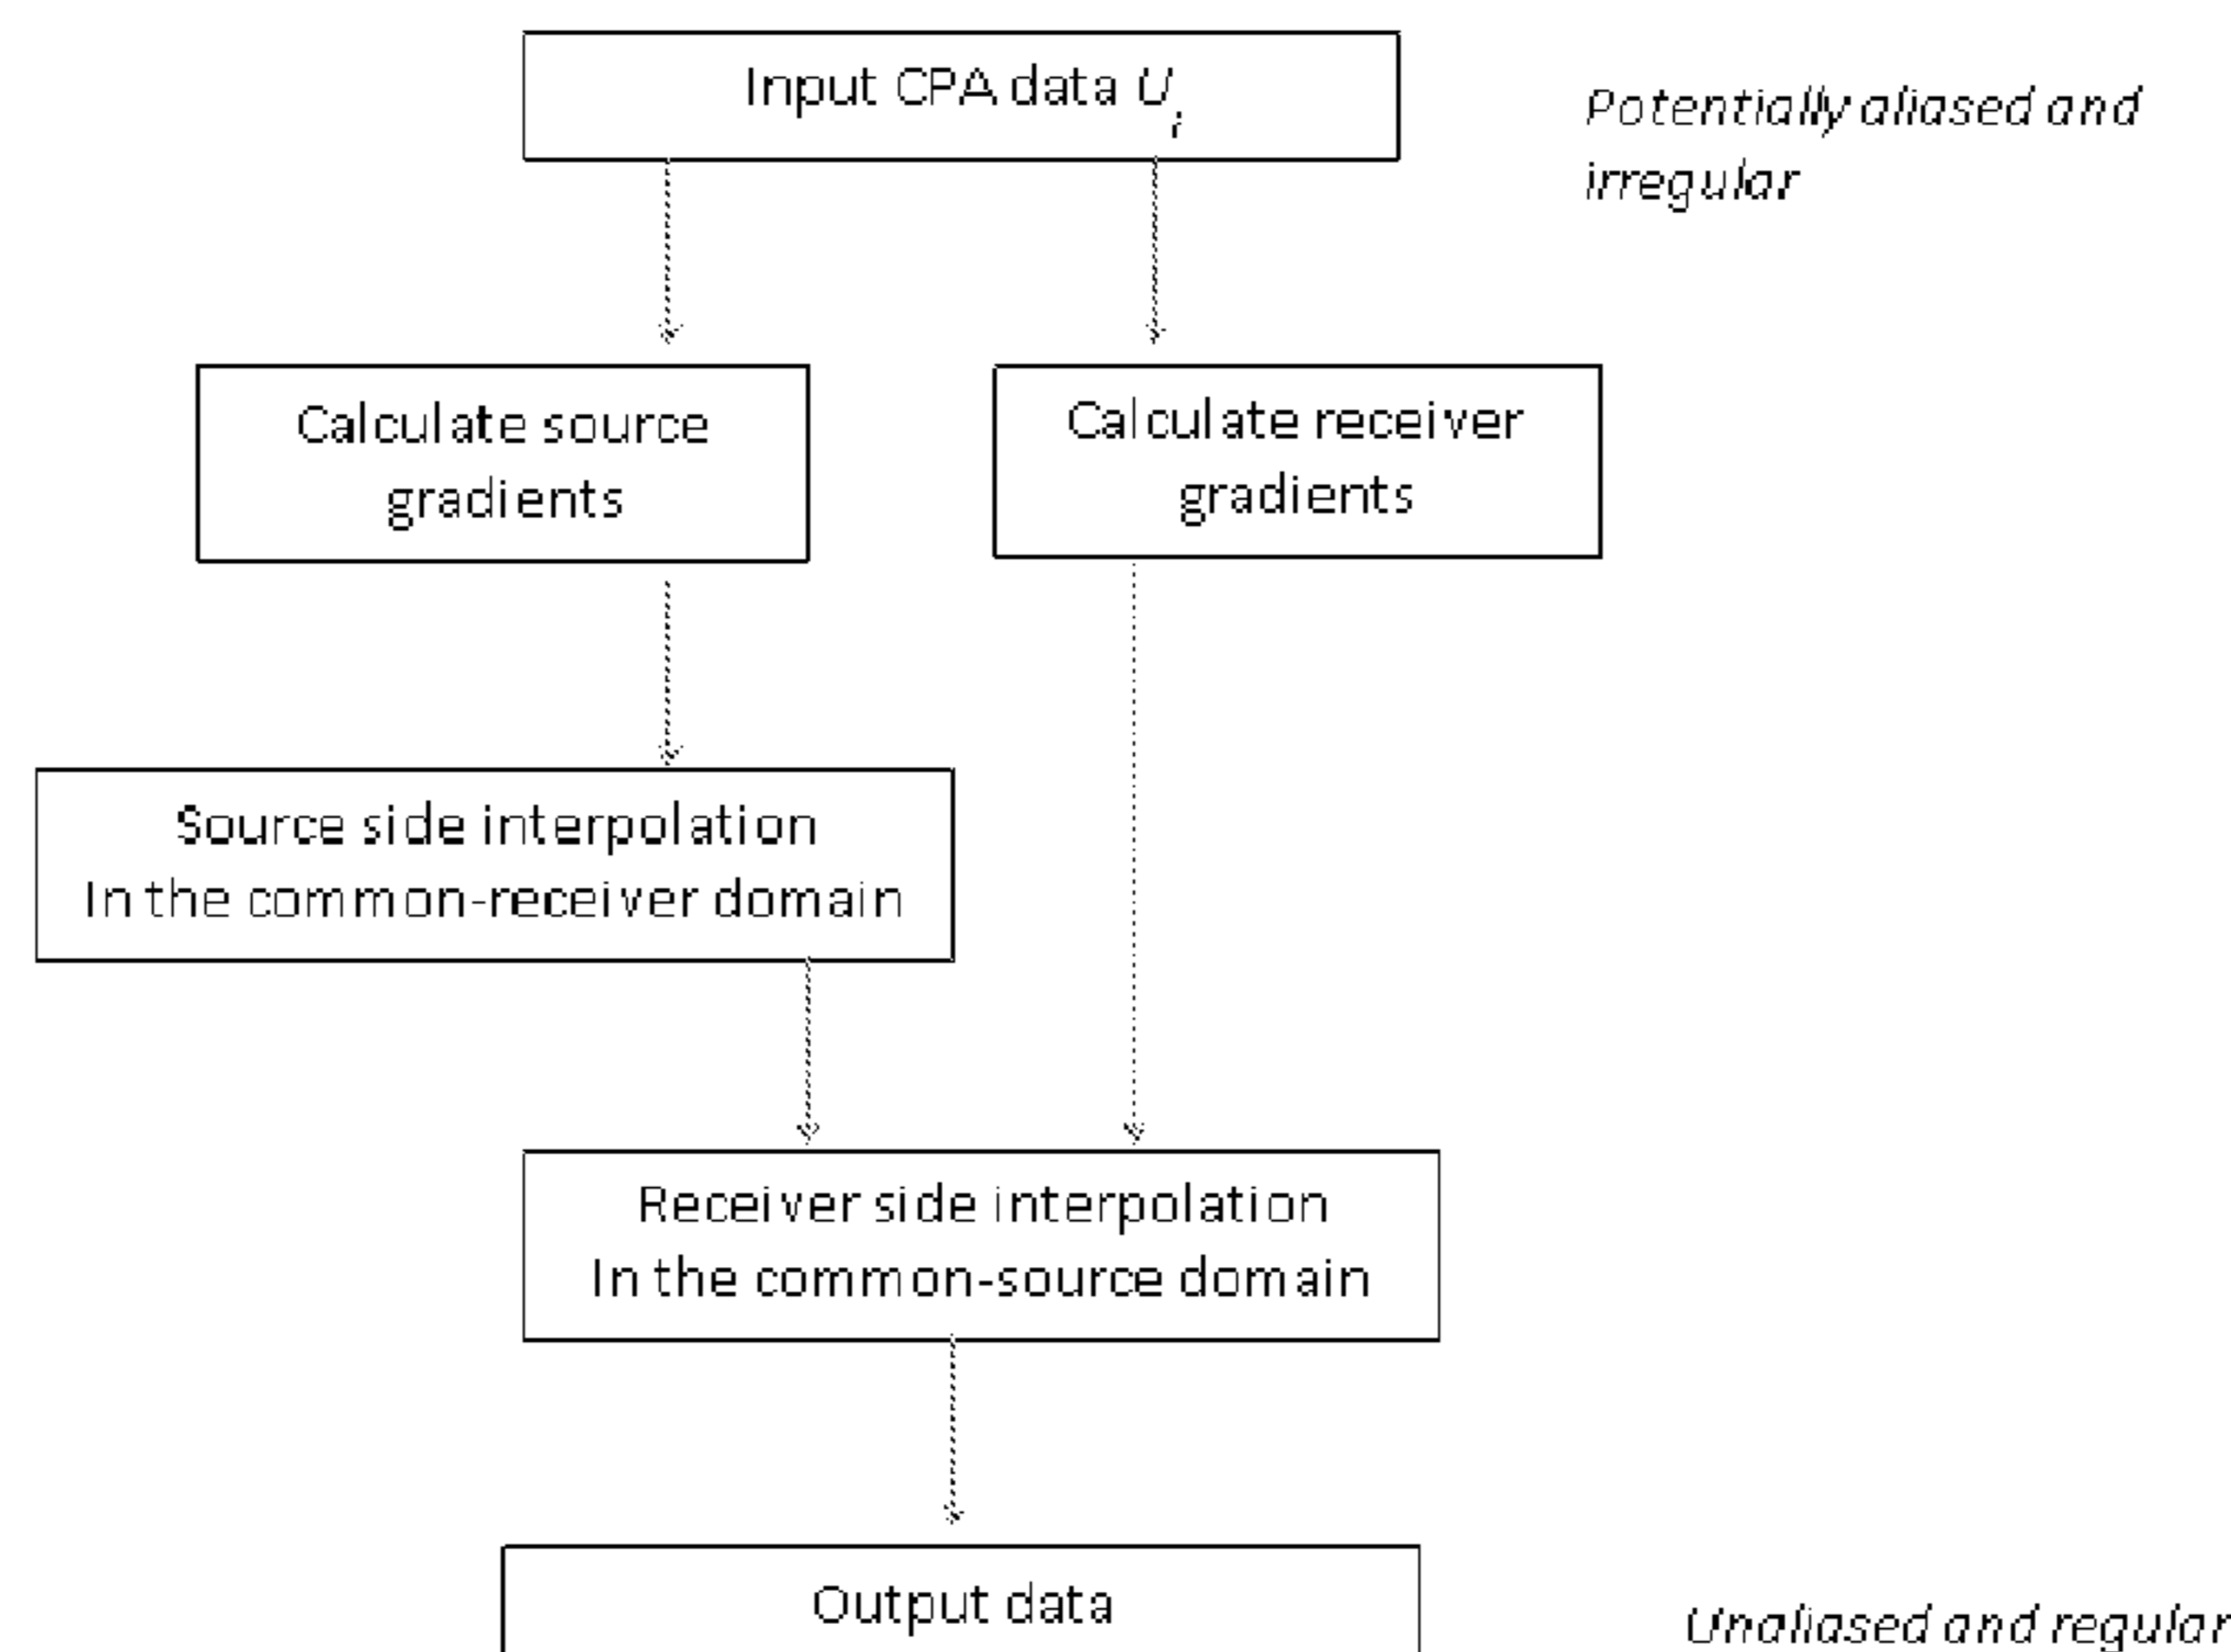 Input CPA data U_i
Potentially aliased and
irregular
Calculate source
gradients
Calculate receiver
gradients
Source side interpolation
In the common-receiver domain
Receiver side interpolation
In the common-source domain
Output data
Unaliased and regular